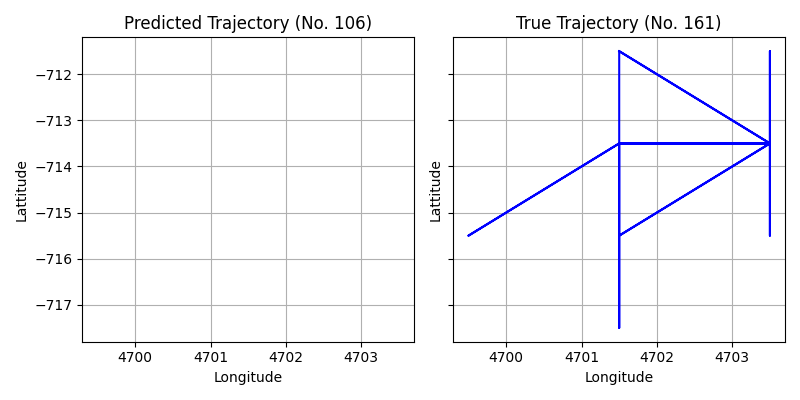 Predicted Trajectory (No. 106)
True Trajectory (No. 161)
−712
−713
−714
−715
−716
−717
Lattitude
Lattitude
4700 4701 4702 4703
4700 4701 4702 4703
Longitude
Longitude